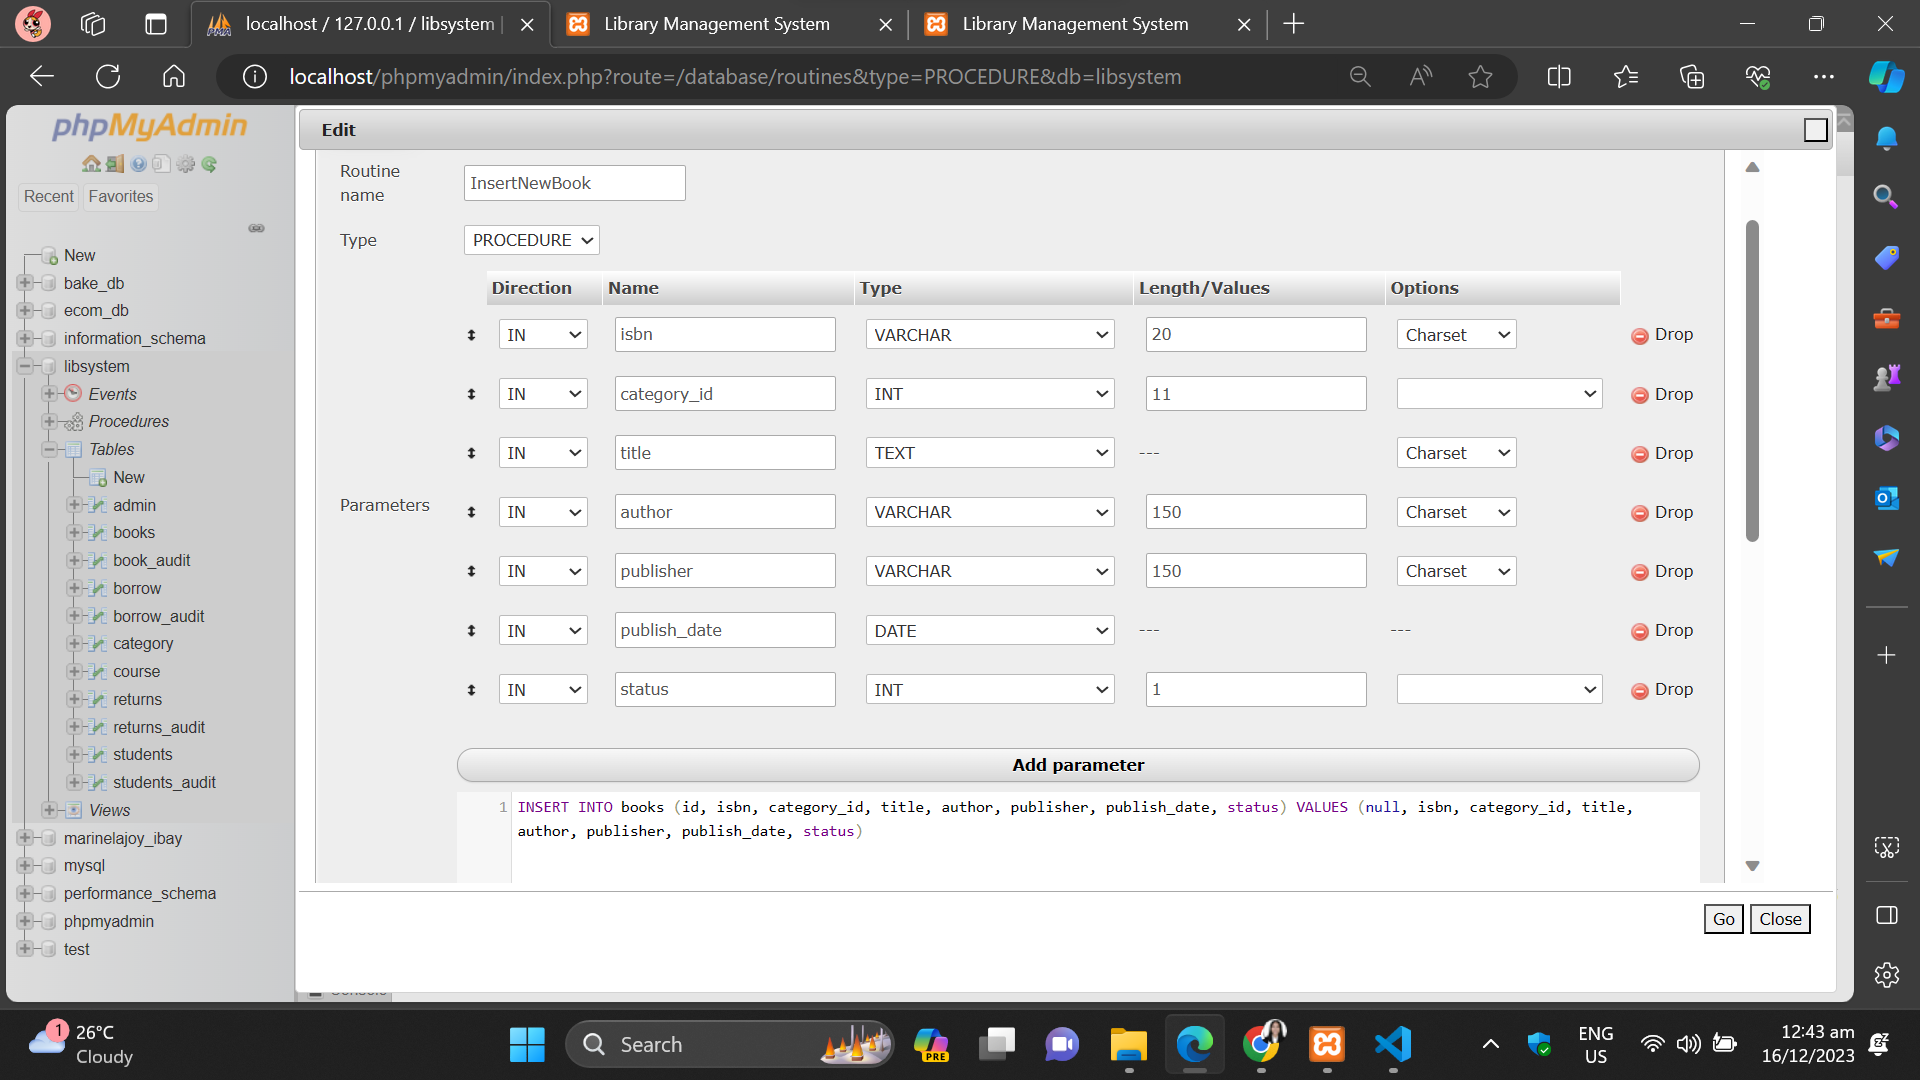 localhost / 127.0.0.1 / libsystem |
Library Management System
Library Management System
localhost/phpmyadmin/index.php?route=/database/routines&type=PROCEDURE&db=libsystem
phpMyAdmin
Recent
Favorites
New
bake_db
ecom_db
information_schema
libsystem
Events
Procedures
Tables
New
admin
books
book_audit
borrow
borrow_audit
category
course
returns
returns_audit
students
students_audit
Views
marinelajoy_ibay
mysql
performance_schema
phpmyadmin
test
Edit
Routine
name
InsertNewBook
Type
PROCEDURE
Direction Name Type Length/Values Options
IN isbn VARCHAR 20 Charset Drop
IN category_id INT 11 Drop
IN title TEXT --- Charset Drop
Parameters
IN author VARCHAR 150 Charset Drop
IN publisher VARCHAR 150 Charset Drop
IN publish_date DATE --- --- Drop
IN status INT 1 Drop
Add parameter
1 INSERT INTO books (id, isbn, category_id, title, author, publisher, publish_date, status) VALUES (null, isbn, category_id, title,
author, publisher, publish_date, status)
Go
Close
Console
1
26°C
Cloudy
Search
PRE
ENG
US
12:43 am
16/12/2023